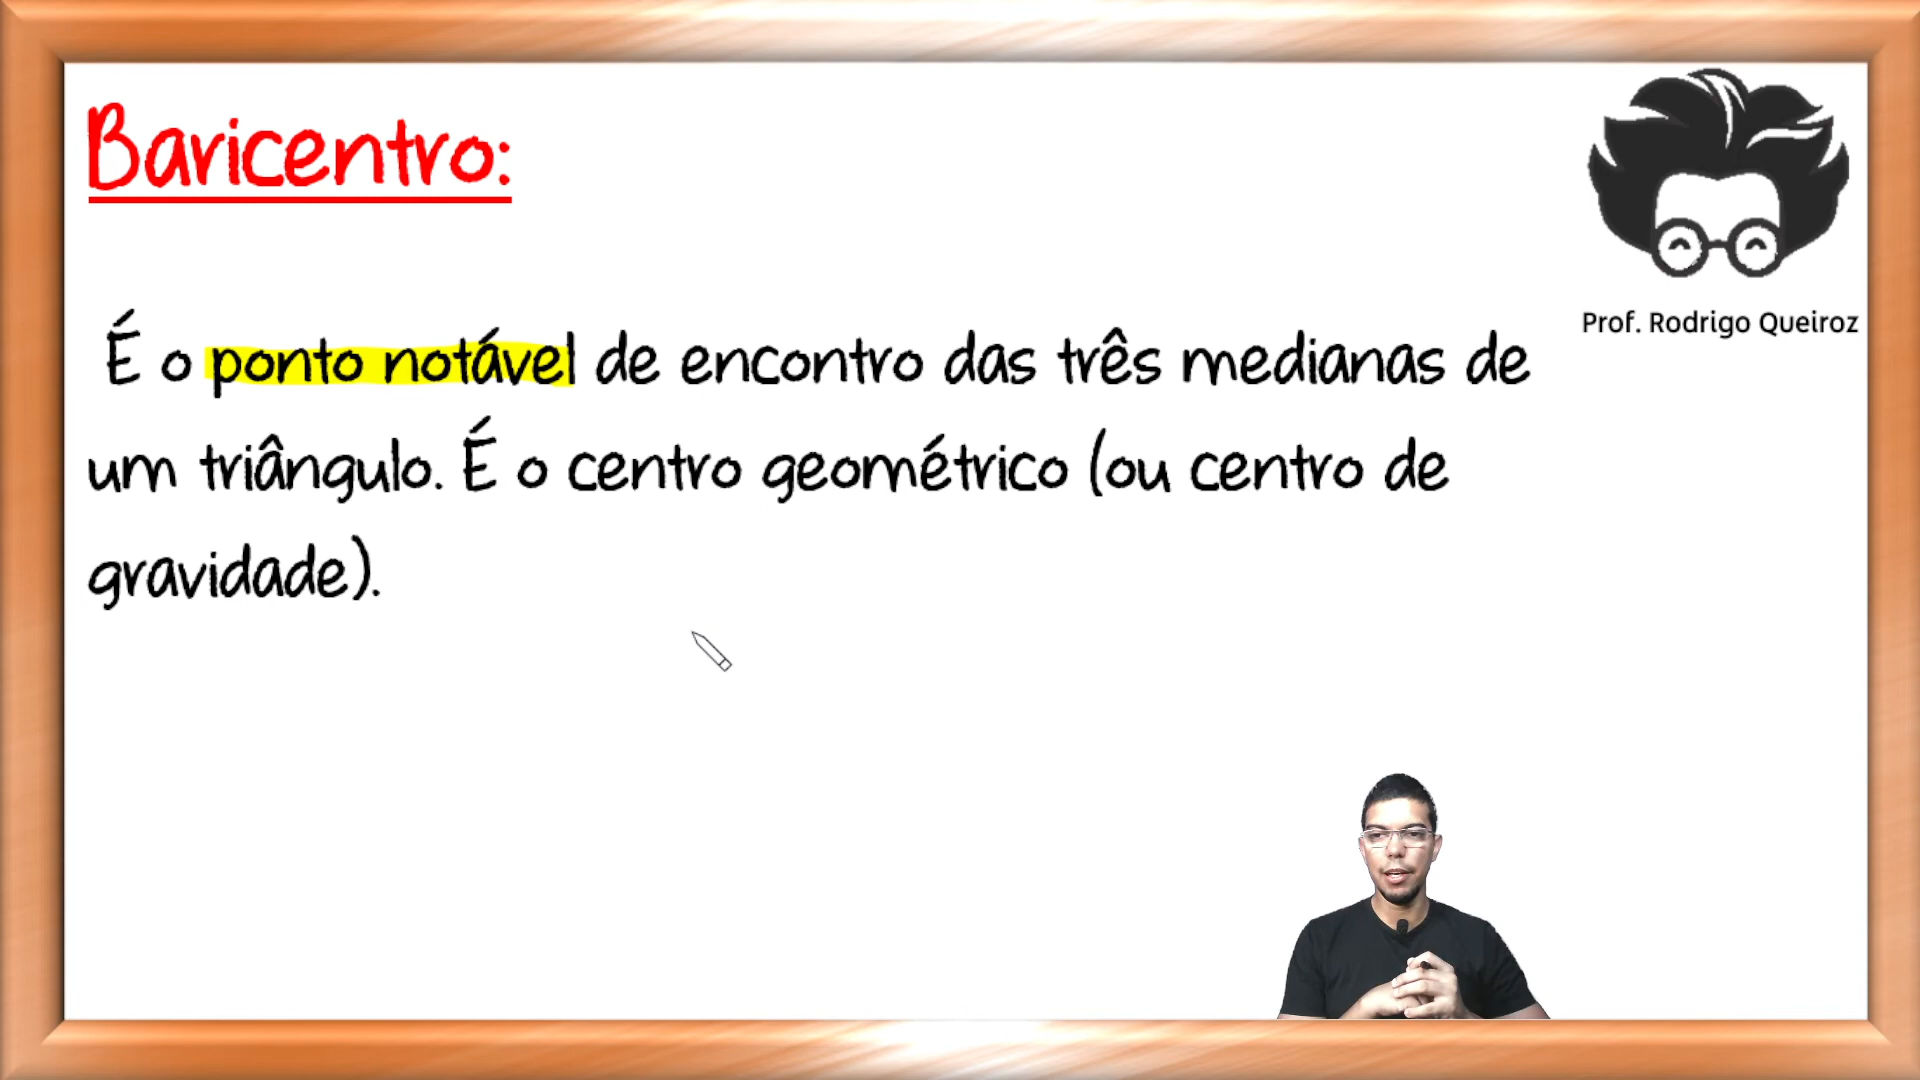 Baricentro:
Prof. Rodrigo Queiroz
É o ponto notável de encontro das três medianas de
um triângulo. É o centro geométrico (ou centro de
gravidade).